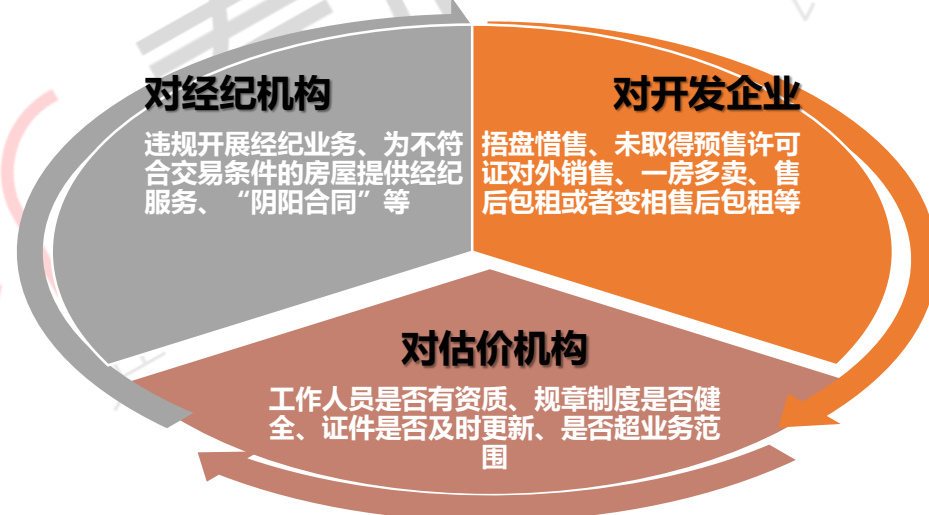 对经纪机构
违规开展经纪业务、为不符
合交易条件的房屋提供经纪
服务、“阴阳合同”等
对开发企业
捂盘惜售、未取得预售许可
证对外销售、一房多卖、售
后包租或者变相售后包租等
对估价机构
工作人员是否有资质、规章制度是否健
全、证件是否及时更新、是否超业务范
围